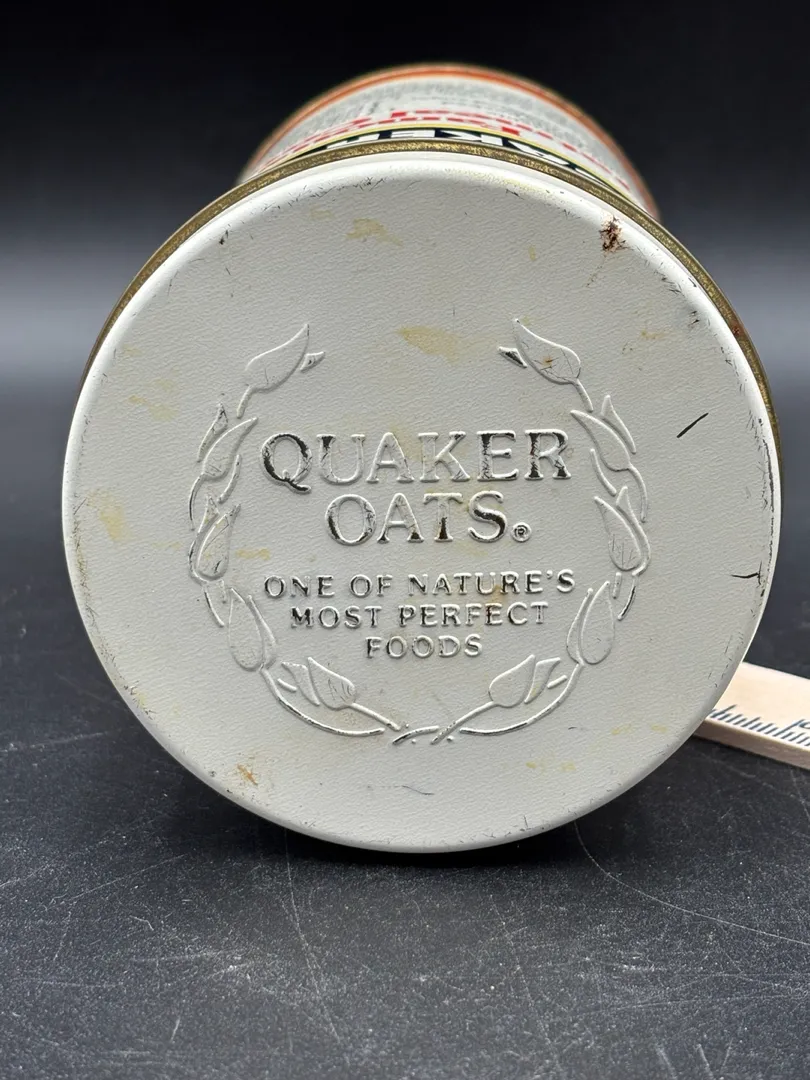 QUAKER
OATS®
ONE OF NATURE'S
MOST PERFECT
FOODS